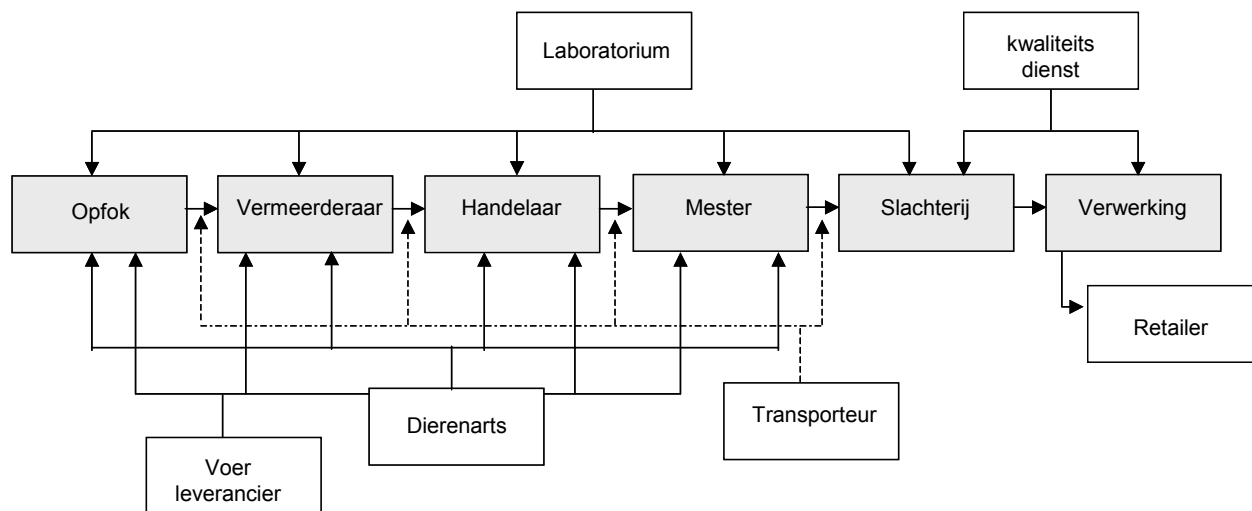 Laboratorium
kwaliteits
dienst
Opfok
Vermeerderaar
Handelaar
Mester
Slachterij
Verwerking
Retailer
Dierenarts
Transporteur
Voer
leverancier